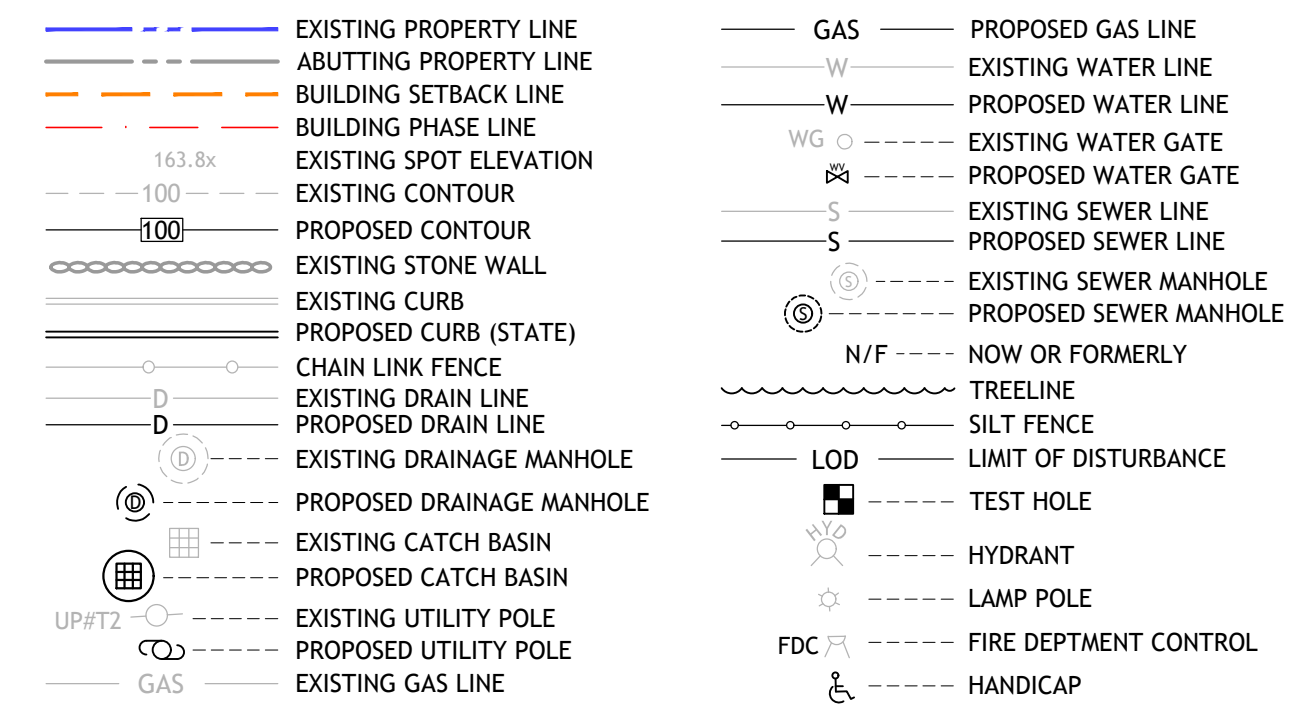 EXISTING PROPERTY LINE
ABUTTING PROPERTY LINE
BUILDING SETBACK LINE
BUILDING PHASE LINE
163.8x EXISTING SPOT ELEVATION
100 EXISTING CONTOUR
100 PROPOSED CONTOUR
EXISTING STONE WALL
EXISTING CURB
PROPOSED CURB (STATE)
CHAIN LINK FENCE
D EXISTING DRAIN LINE
D PROPOSED DRAIN LINE
D EXISTING DRAINAGE MANHOLE
D PROPOSED DRAINAGE MANHOLE
EXISTING CATCH BASIN
PROPOSED CATCH BASIN
UP#T2 EXISTING UTILITY POLE
PROPOSED UTILITY POLE
GAS EXISTING GAS LINE
GAS PROPOSED GAS LINE
W EXISTING WATER LINE
W PROPOSED WATER LINE
WG EXISTING WATER GATE
WV PROPOSED WATER GATE
S EXISTING SEWER LINE
S PROPOSED SEWER LINE
S EXISTING SEWER MANHOLE
S PROPOSED SEWER MANHOLE
N/F NOW OR FORMERLY
TREELINE
SILT FENCE
LOD LIMIT OF DISTURBANCE
TEST HOLE
HYD HYDRANT
LAMP POLE
FDC FIRE DEPTMENT CONTROL
HANDICAP